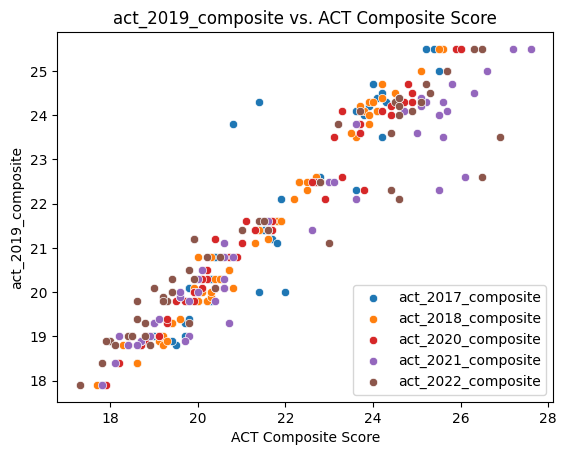 act_2019_composite vs. ACT Composite Score
act_2019_composite
25
24
23
22
21
20
19
18
18
20
22
24
26
28
ACT Composite Score
act_2017_composite
act_2018_composite
act_2020_composite
act_2021_composite
act_2022_composite